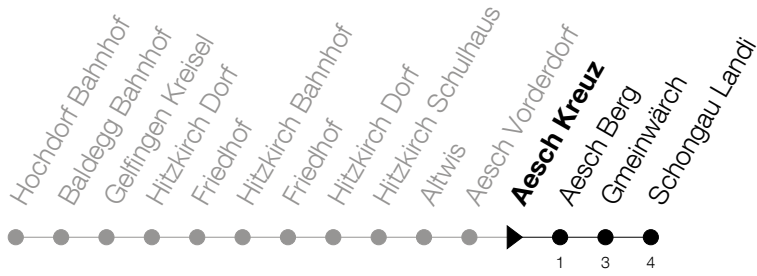 Hochdorf Bahnhof
Baldegg Bahnhof
Gelfingen Kreisel
Hitzkirch Dorf
Friedhof
Hitzkirch Bahnhof
Friedhof
Hitzkirch Dorf
Hitzkirch Schulhaus
Altwis
Aesch Vorderdorf
Aesch Kreuz
Aesch Berg
Gmeinwärch
Schongau Landi
1 3 4